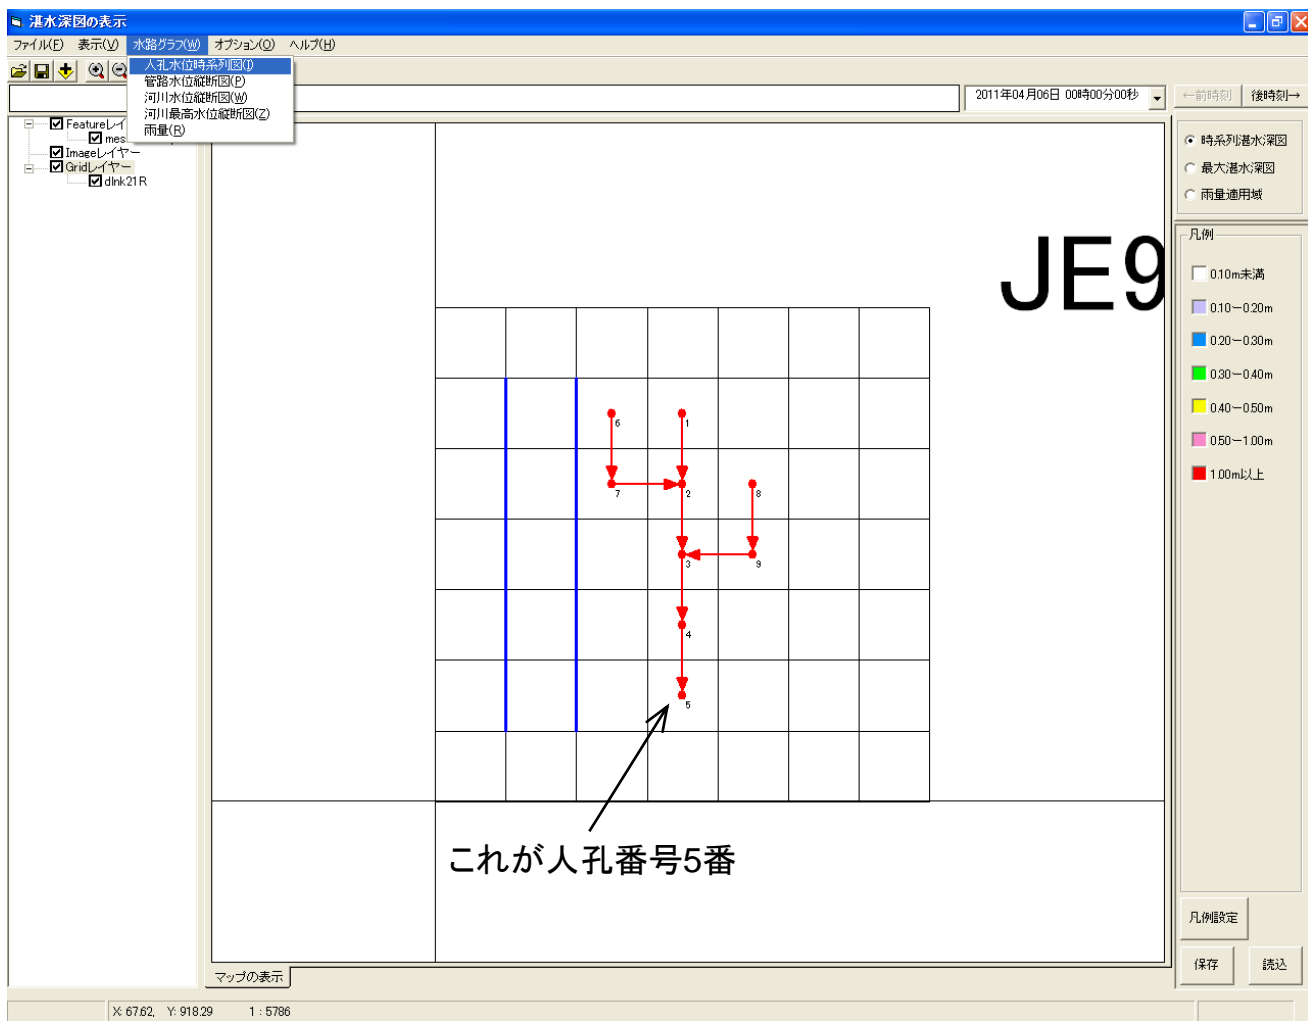 湛水深図の表示
ファイル(F) 表示(V) 水路グラフ(W) オプション(O) ヘルプ(H)
人孔水位時系列図(I)
管路水位縦断図(P)
河川水位縦断図(W)
河川最高水位縦断図(Z)
雨量(R)
2011年04月06日 00時00分00秒
←前時刻 後時刻→
Featureレイ
mes
Imageレイヤー
Gridレイヤー
dlnk21R
時系列湛水深図
最大湛水深図
雨量適用域
凡例
0.10m未満
0.10～0.20m
0.20～0.30m
0.30～0.40m
0.40～0.50m
0.50～1.00m
1.00m以上
JE9
6 1
7 2 8
3 9
4
5
これが人孔番号5番
凡例設定
保存 読込
マップの表示
X: 67.62, Y: 918.29 1 : 5786